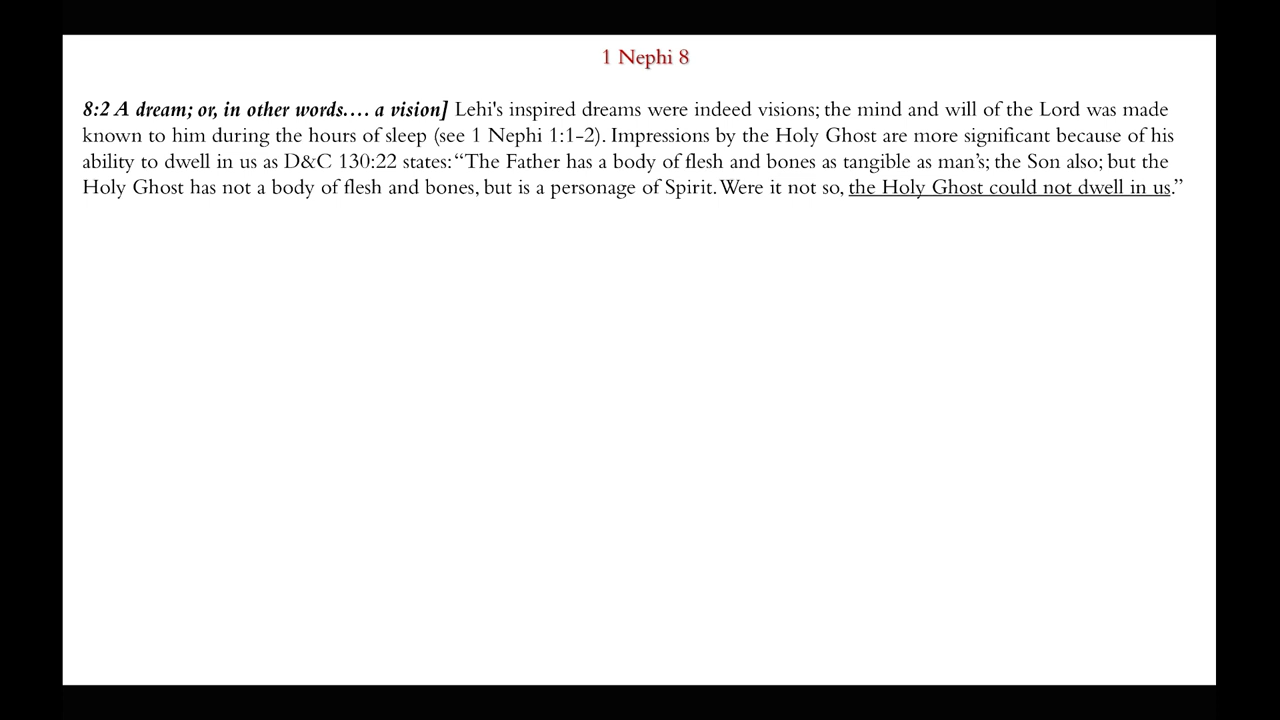 1 Nephi 8
8:2 A dream; or, in other words…. a vision] Lehi's inspired dreams were indeed visions; the mind and will of the Lord was made
known to him during the hours of sleep (see 1 Nephi 1:1-2). Impressions by the Holy Ghost are more significant because of his
ability to dwell in us as D&C 130:22 states: “The Father has a body of flesh and bones as tangible as man’s; the Son also; but the
Holy Ghost has not a body of flesh and bones, but is a personage of Spirit. Were it not so, the Holy Ghost could not dwell in us.”